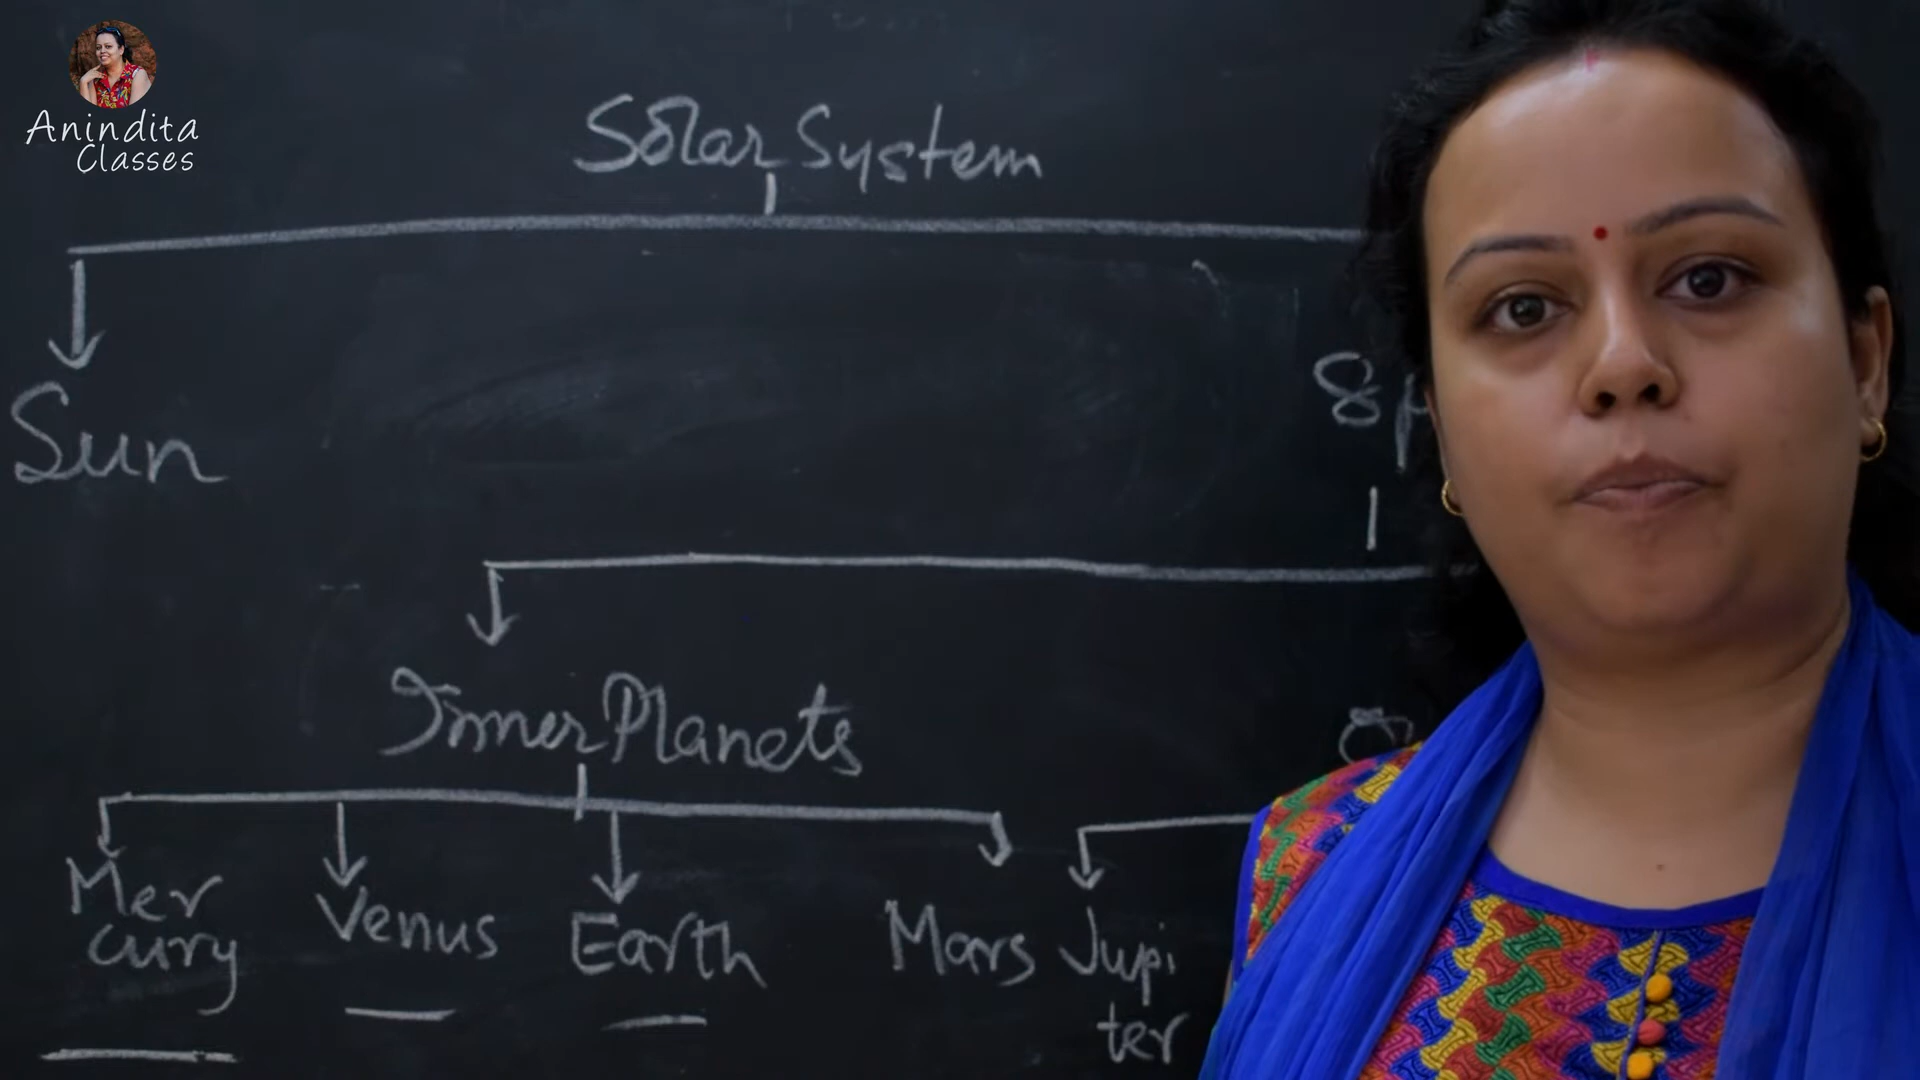 Anindita
Classes
Solar System
Sun
8
Inner Planets
Mer
cury
Venus
Earth
Mars
Jupi
ter